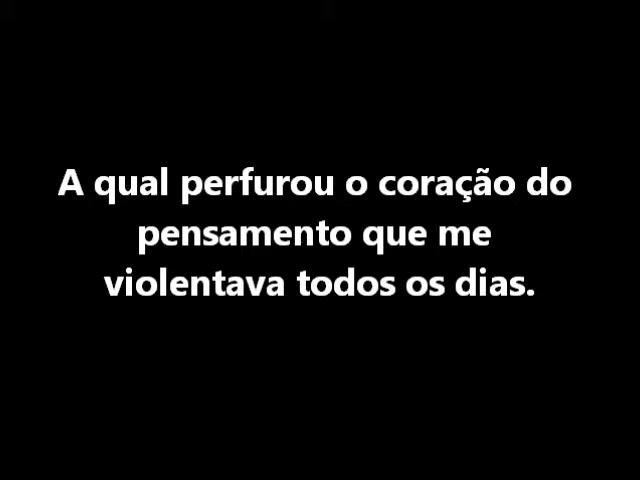 A qual perfurou o coração do
pensamento que me
violentava todos os dias.